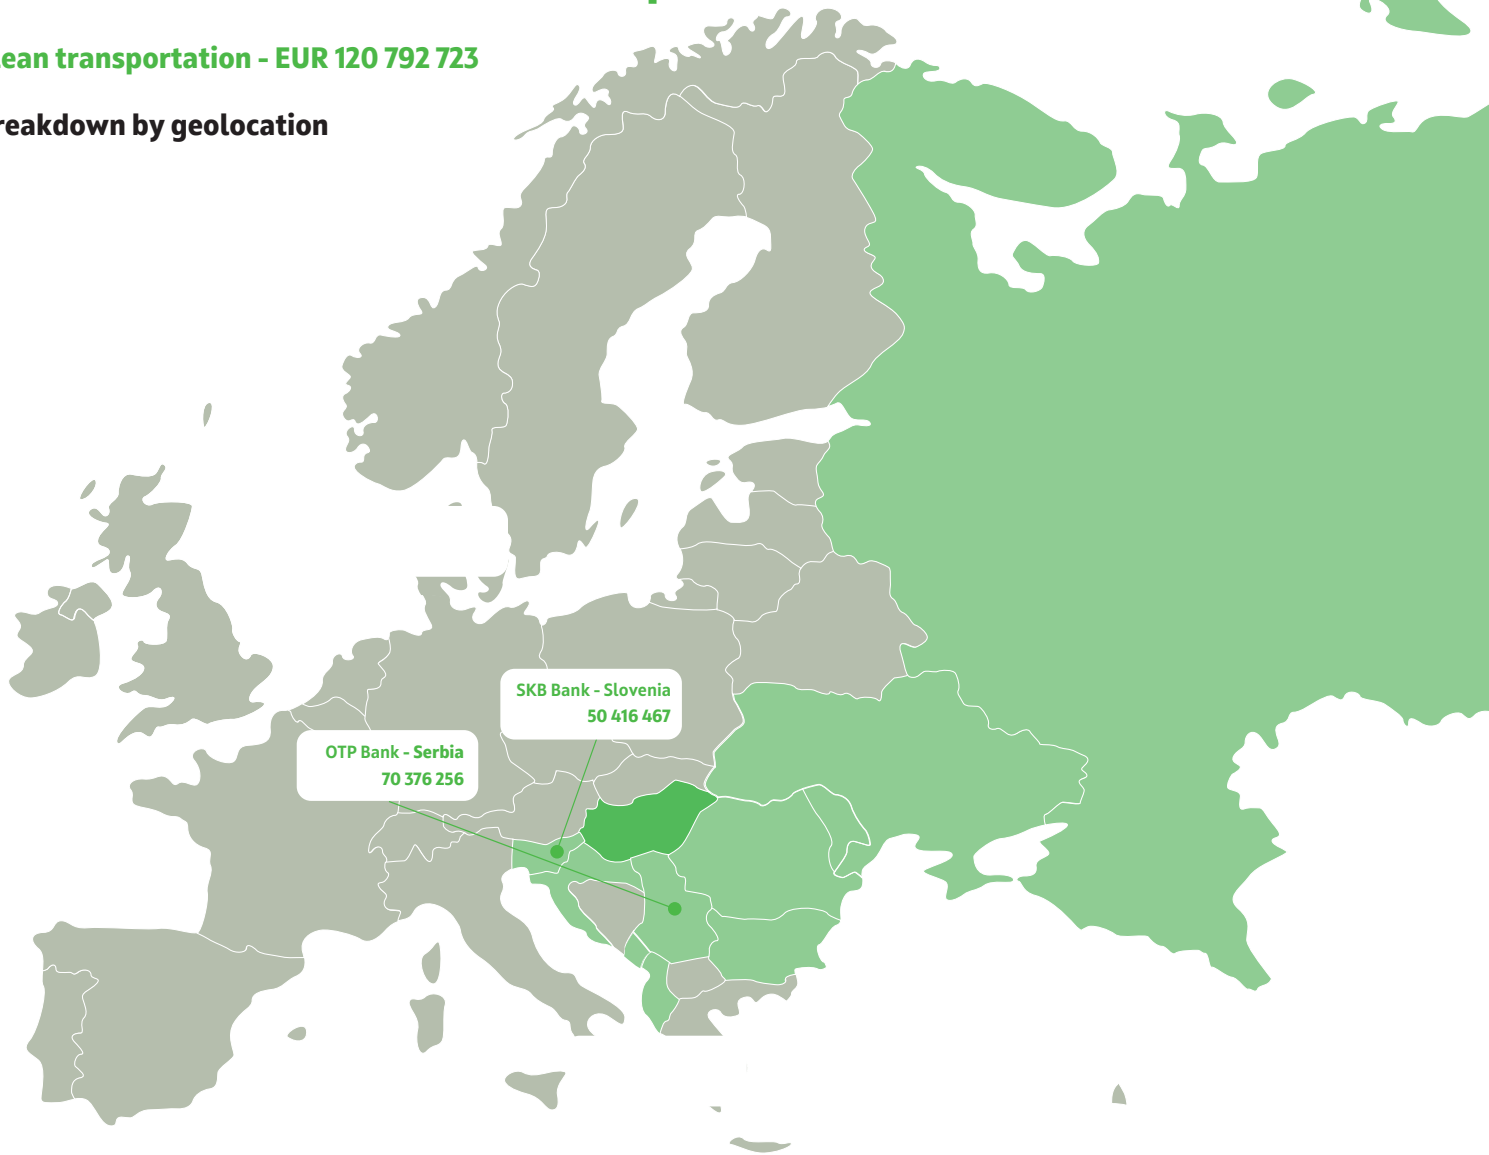 ean transportation - EUR 120 792 723
reakdown by geolocation
SKB Bank - Slovenia
50 416 467
OTP Bank - Serbia
70 376 256